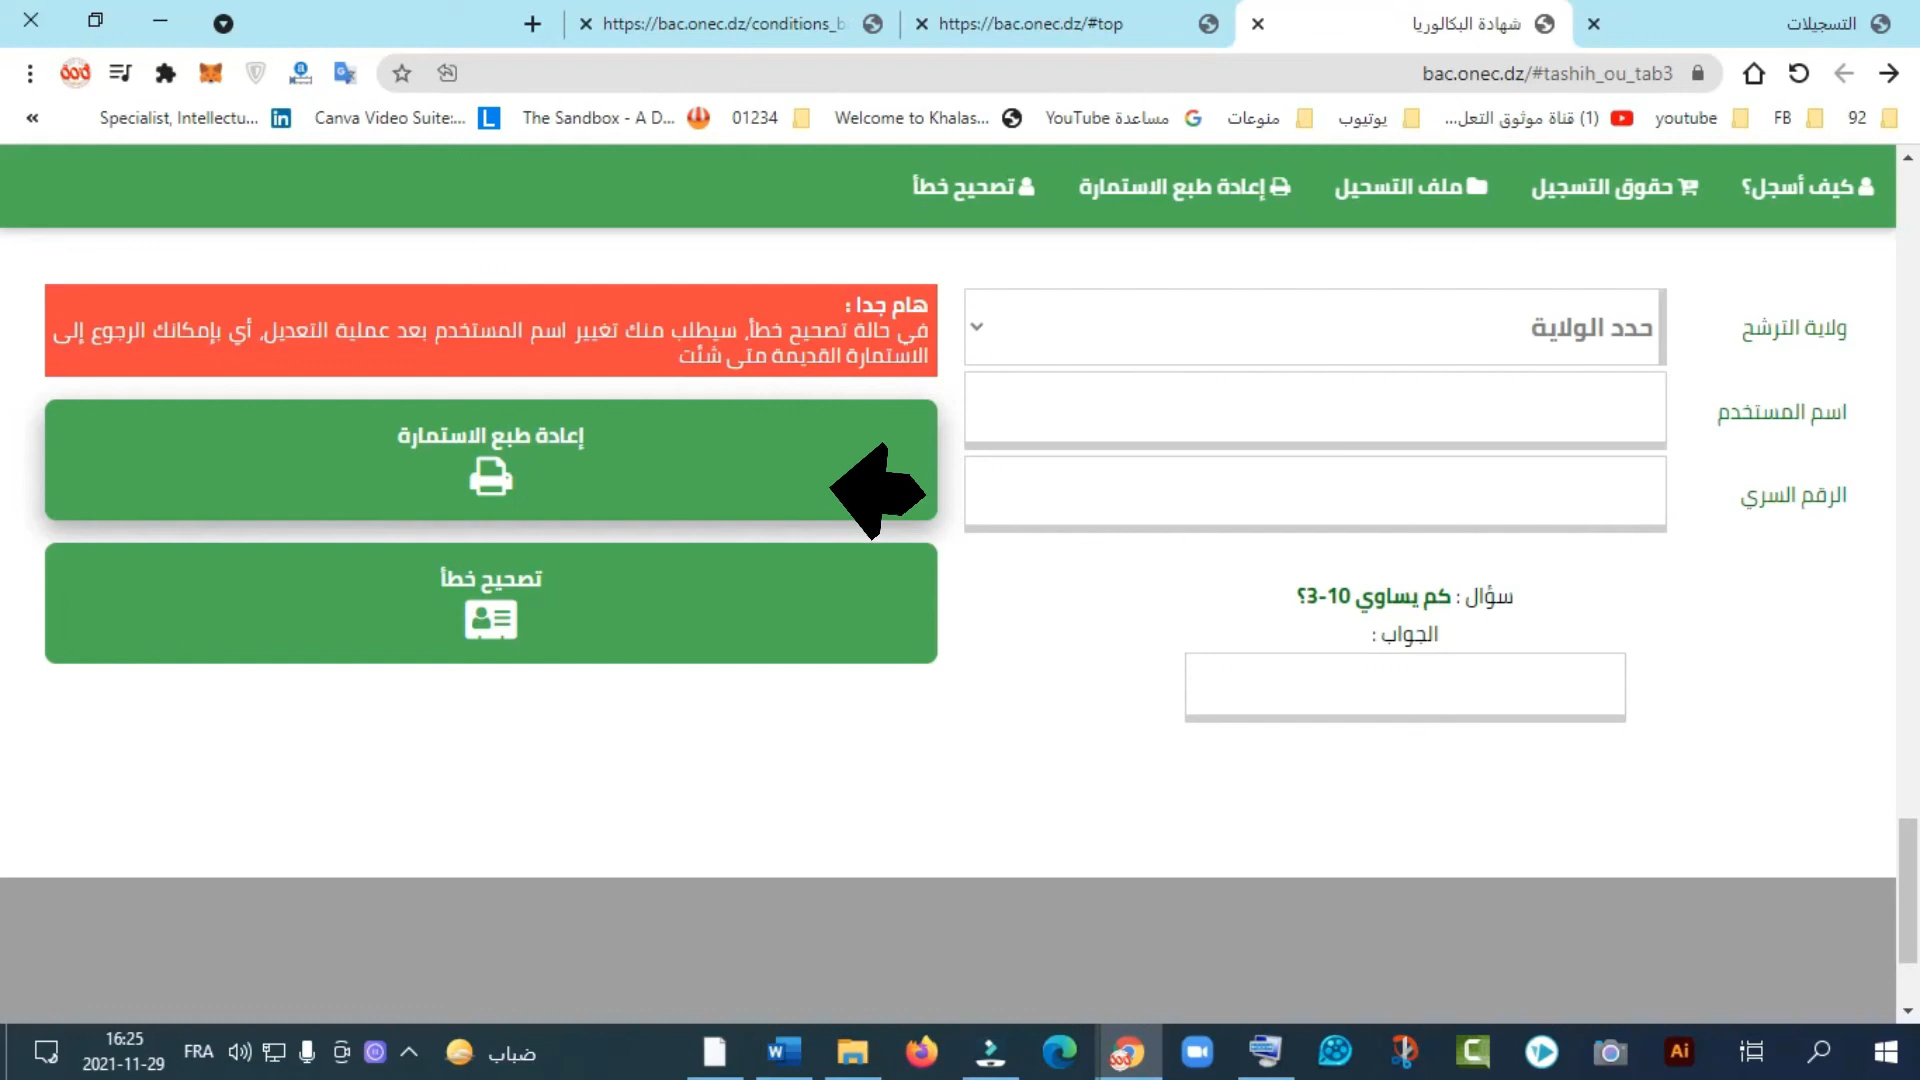 التسجيلات
شهادة البكالوريا
https://bac.onec.dz/#top
https://bac.onec.dz/conditions_b
bac.onec.dz/#tashih_ou_tab3
92
FB
youtube
(1) قناة موثوق التعل...
يوتيوب
منوعات
مساعدة YouTube
Welcome to Khalas...
01234
The Sandbox - A D...
Canva Video Suite:...
Specialist, Intellectu...
كيف أسجل؟
حقوق التسجيل
ملف التسجيل
إعادة طبع الاستمارة
تصحيح خطأ
ولاية الترشح
حدد الولاية
اسم المستخدم
الرقم السري
سؤال : كم يساوي 10-3؟
الجواب :
هام جدا :
في حالة تصحيح خطأ، سيطلب منك تغيير اسم المستخدم بعد عملية التعديل، أي بإمكانك الرجوع إلى
الاستمارة القديمة متى شئت
إعادة طبع الاستمارة
تصحيح خطأ
16:25
2021-11-29
FRA
ضباب
Ai